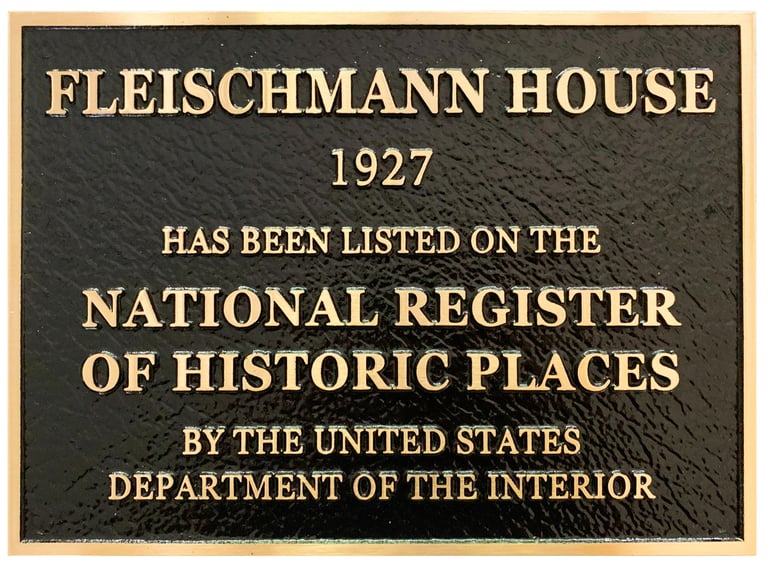 FLEISCHMANN HOUSE
1927
HAS BEEN LISTED ON THE
NATIONAL REGISTER
OF HISTORIC PLACES
BY THE UNITED STATES
DEPARTMENT OF THE INTERIOR